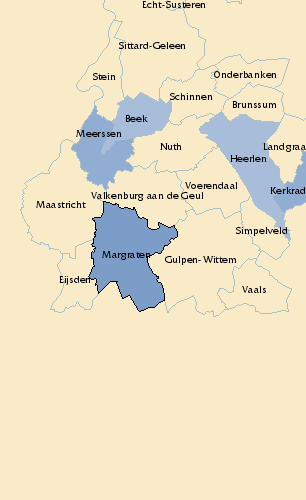 Echt-Susteren
Sittard-Geleen
Stein
Onderbanken
Schinnen
Brunssum
Beek
Meerssen
Nuth
Landgraa
Heerlen
Voerendaal
Kerkrad
Valkenburg aan de Geul
Maastricht
Simpelveld
Margraten
Gulpen- Wittem
Eijsden
Vaals